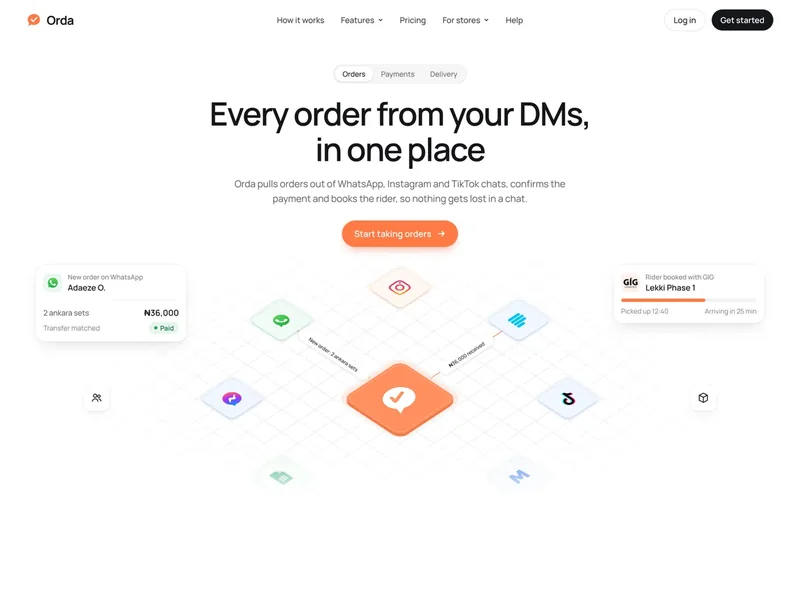 Orda
How it works
Features
Pricing
For stores
Help
Log in
Get started
Orders
Payments
Delivery
Every order from your DMs,
in one place
Orda pulls orders out of WhatsApp, Instagram and TikTok chats, confirms the
payment and books the rider, so nothing gets lost in a chat.
Start taking orders
New order on WhatsApp
Adaeze O.
2 ankara sets
₦36,000
Transfer matched
Paid
GIG
Rider booked with GIG
Lekki Phase 1
Picked up 12:40
Arriving in 25 min
New order: 2 ankara sets
₦36,000 received